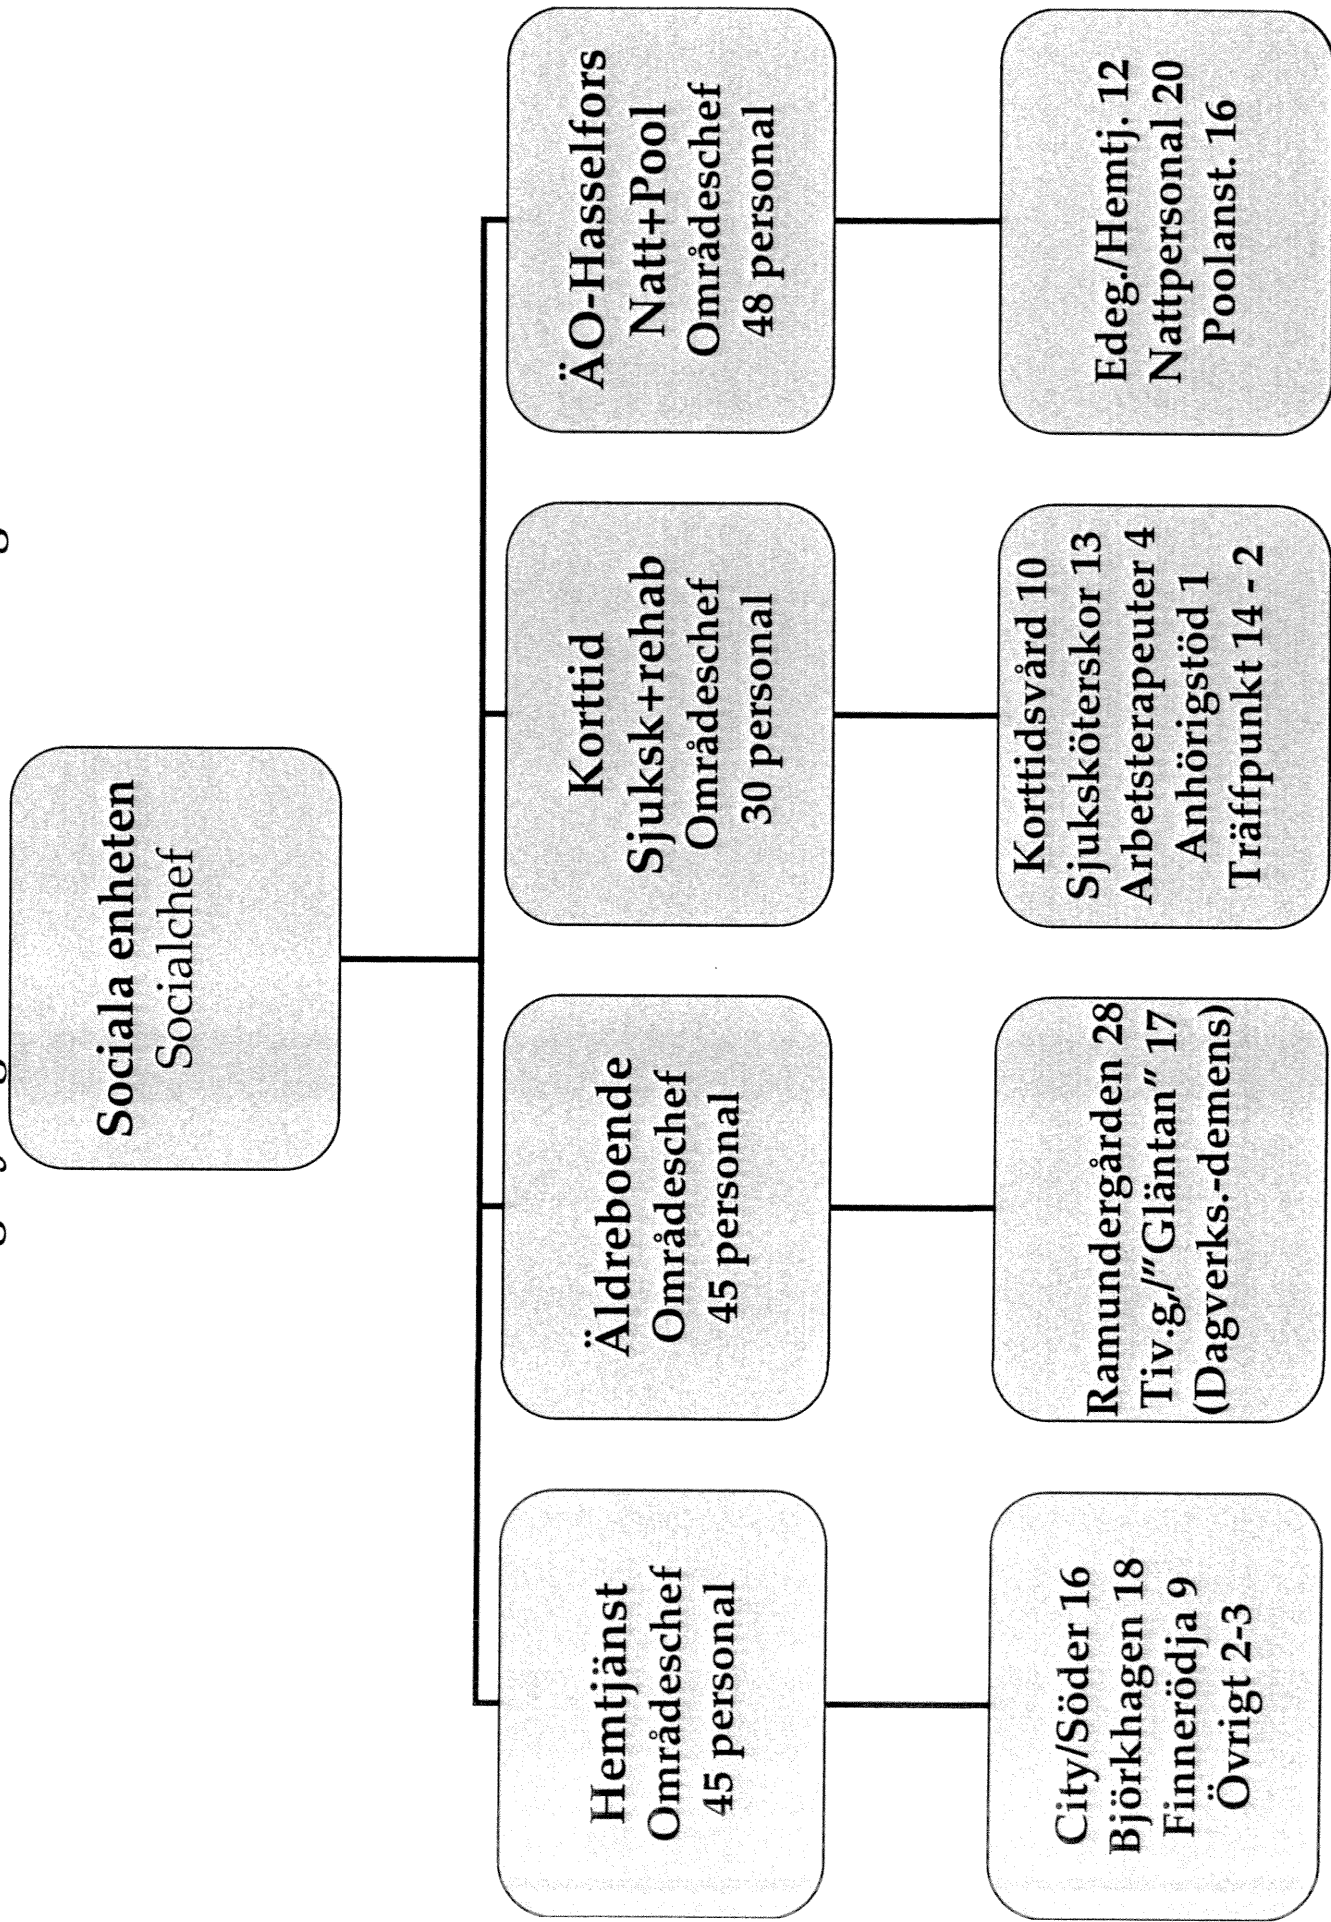 Sociala enheten
Socialchef
Hemtjänst
Områdeschef
45 personal
Äldreboende
Områdeschef
45 personal
Korttid
Sjuksk+rehab
Områdeschef
30 personal
ÄO-Hasselfors
Natt+Pool
Områdeschef
48 personal
City/Söder 16
Björkhagen 18
Finnerödja 9
Övrigt 2-3
Ramundergården 28
Tiv.g,/"Gläntan" 17
(Dagverks.-demens)
Korttidsvård 10
Sjuksköterskor 13
Arbetsterapeuter 4
Anhörigstöd 1
Träffpunkt 14 - 2
Edeg./Hemtj. 12
Nattpersonal 20
Poolanst. 16